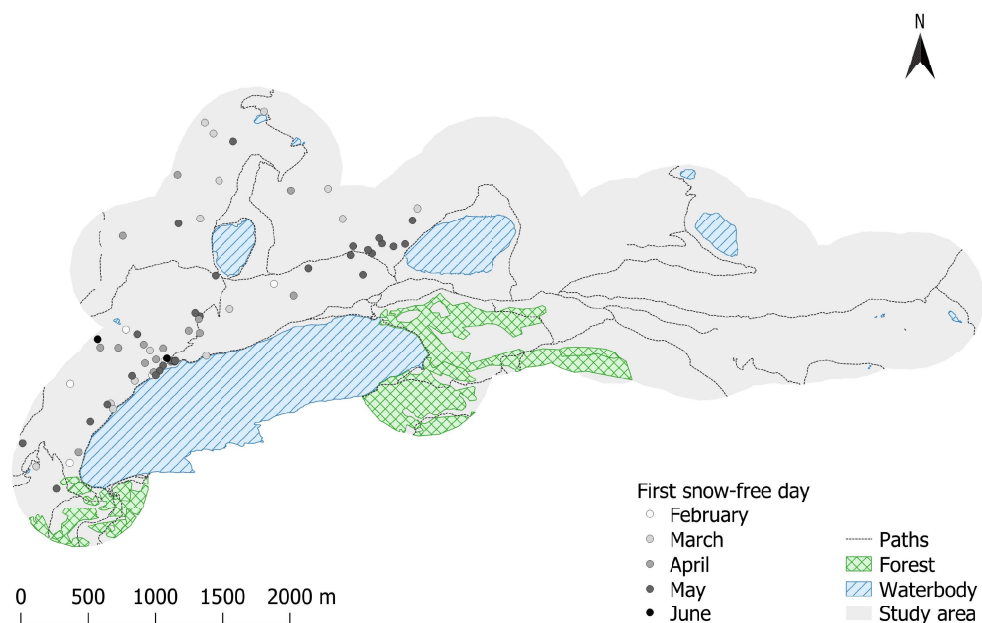 N
First snow-free day
February
March
April
May
June
Paths
Forest
Waterbody
Study area
0 500 1000 1500 2000 m